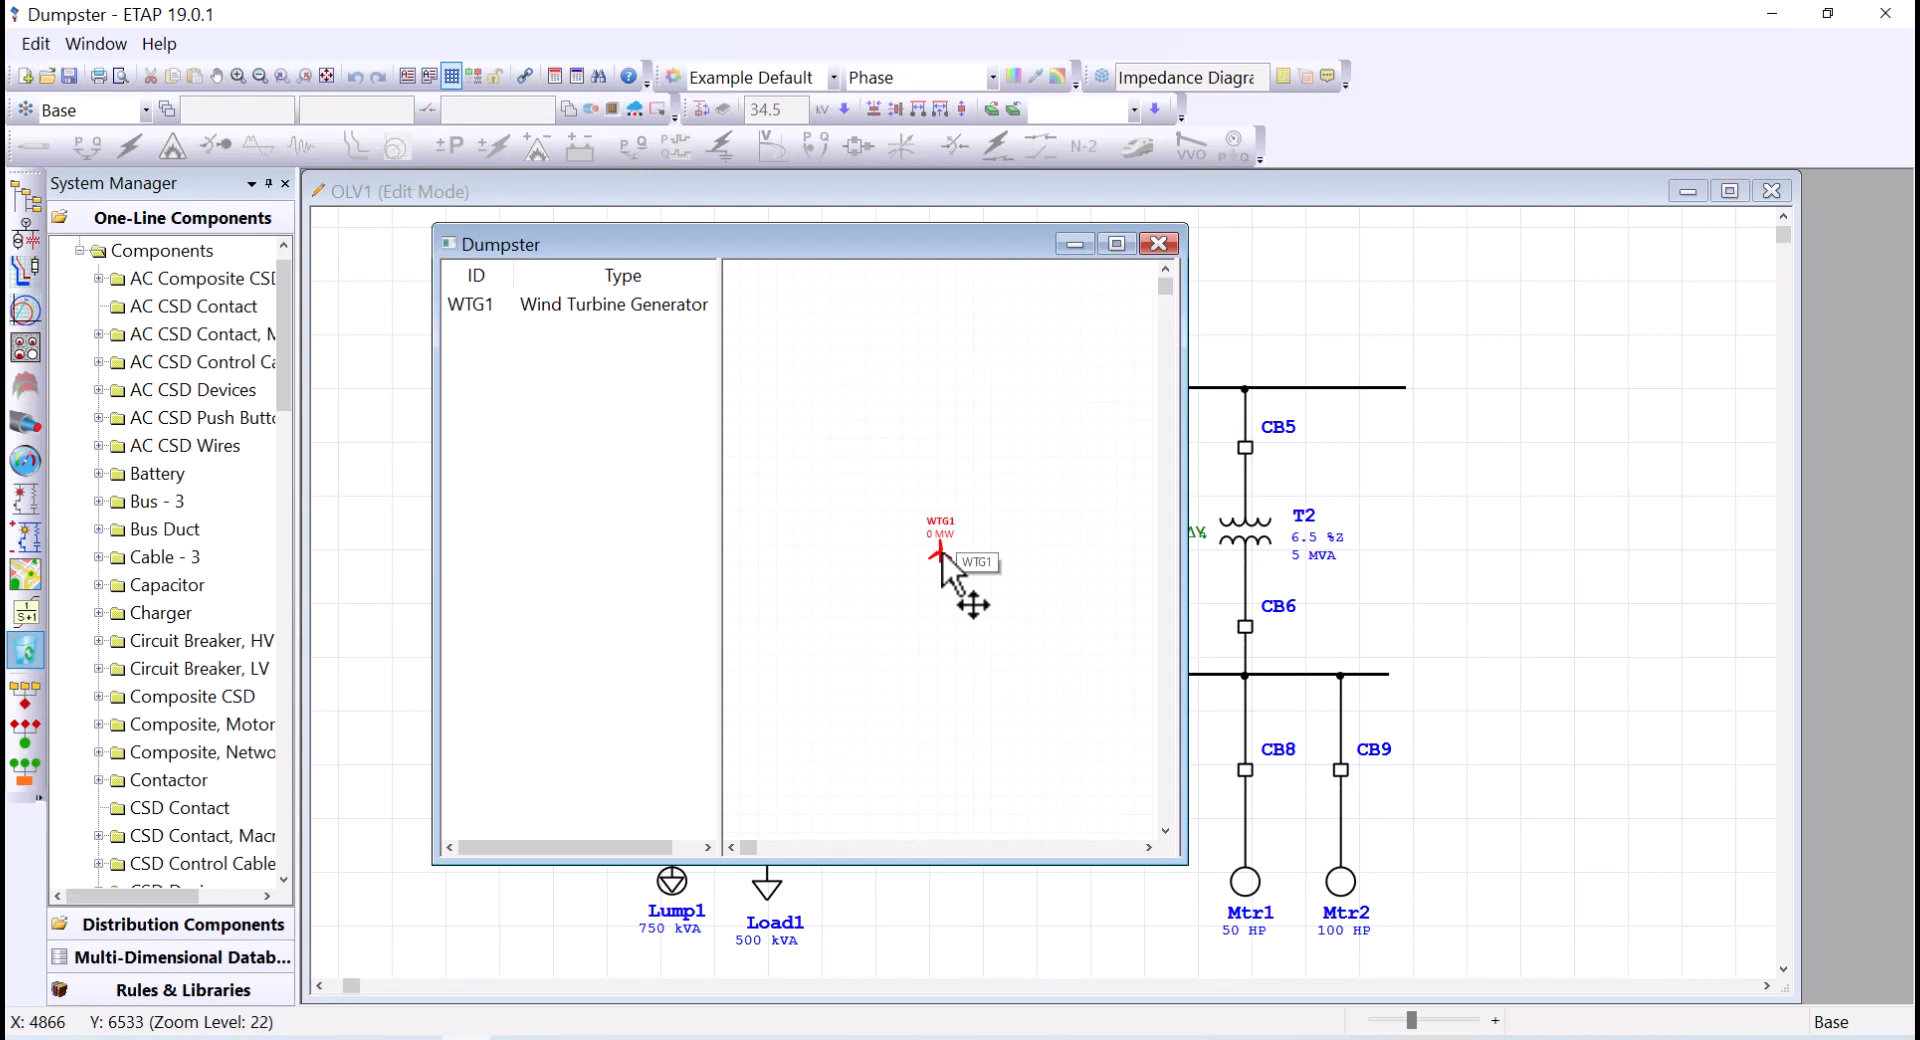 Dumpster - ETAP 19.0.1
Edit Window Help
Example Default
Phase
Impedance Diagra
Base
34.5
kV
P Q
±P
P Q
V
P Q
N-2
VVO
System Manager
One-Line Components
Components
AC Composite CSD
AC CSD Contact
AC CSD Contact, M
AC CSD Control Ca
AC CSD Devices
AC CSD Push Butto
AC CSD Wires
Battery
Bus - 3
Bus Duct
Cable - 3
Capacitor
Charger
Circuit Breaker, HV
Circuit Breaker, LV
Composite CSD
Composite, Motor
Composite, Netwo
Contactor
CSD Contact
CSD Contact, Macr
CSD Control Cable
Distribution Components
Multi-Dimensional Datab...
Rules & Libraries
1
S+1
OLV1 (Edit Mode)
Dumpster
ID Type
WTG1 Wind Turbine Generator
WTG1
0 MW
WTG1
CB5
T2
6.5 %Z
5 MVA
CB6
CB8
CB9
Lump1
750 kVA
Load1
500 kVA
Mtr1
50 HP
Mtr2
100 HP
X: 4866 Y: 6533 (Zoom Level: 22)
Base